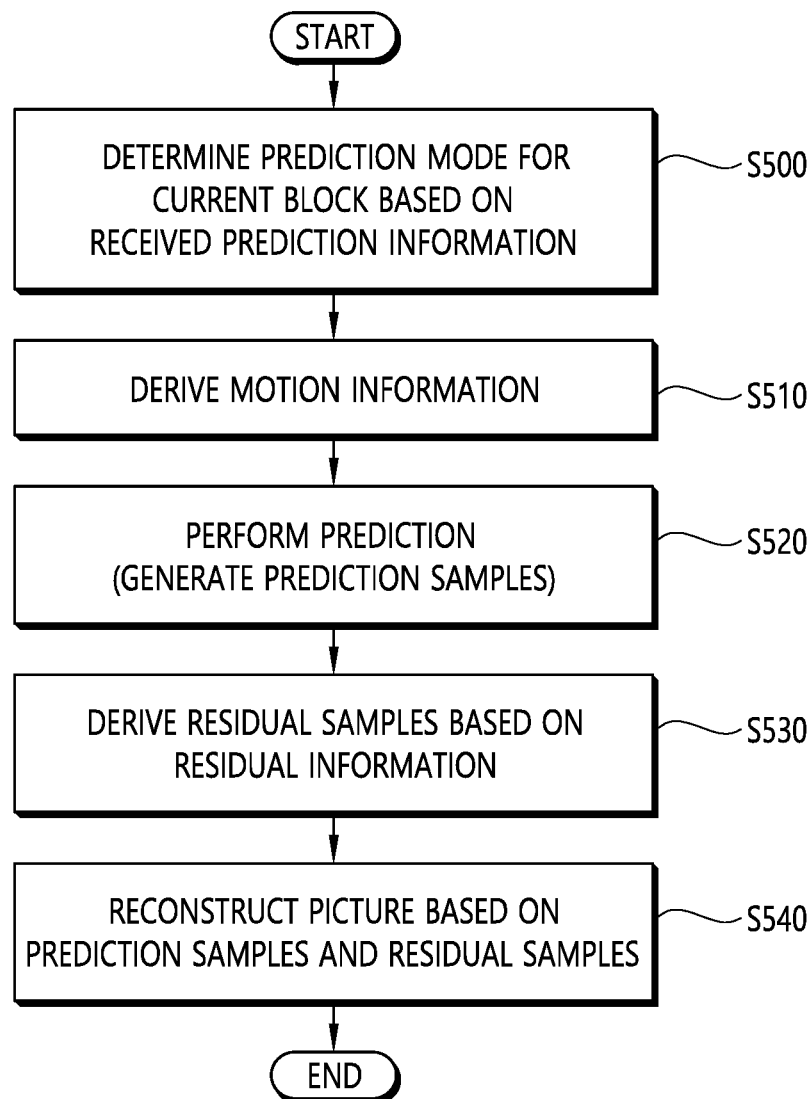 START
DETERMINE PREDICTION MODE FOR
CURRENT BLOCK BASED ON
RECEIVED PREDICTION INFORMATION
S500
DERIVE MOTION INFORMATION
S510
PERFORM PREDICTION
(GENERATE PREDICTION SAMPLES)
S520
DERIVE RESIDUAL SAMPLES BASED ON
RESIDUAL INFORMATION
S530
RECONSTRUCT PICTURE BASED ON
PREDICTION SAMPLES AND RESIDUAL SAMPLES
S540
END